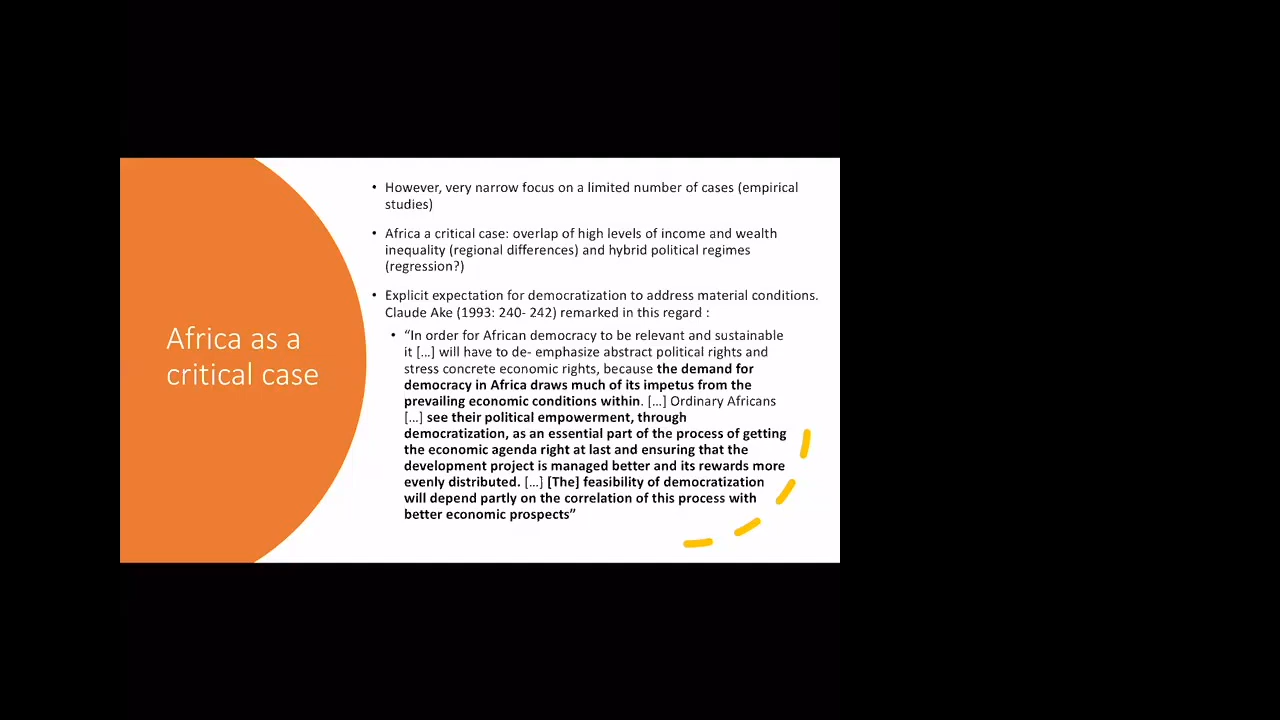 Africa as a
critical case
• However, very narrow focus on a limited number of cases (empirical
studies)
• Africa a critical case: overlap of high levels of income and wealth
inequality (regional differences) and hybrid political regimes
(regression?)
• Explicit expectation for democratization to address material conditions.
Claude Ake (1993: 240- 242) remarked in this regard :
• “In order for African democracy to be relevant and sustainable
it […] will have to de- emphasize abstract political rights and
stress concrete economic rights, because the demand for
democracy in Africa draws much of its impetus from the
prevailing economic conditions within. […] Ordinary Africans
[…] see their political empowerment, through
democratization, as an essential part of the process of getting
the economic agenda right at last and ensuring that the
development project is managed better and its rewards more
evenly distributed. […] [The] feasibility of democratization
will depend partly on the correlation of this process with
better economic prospects”